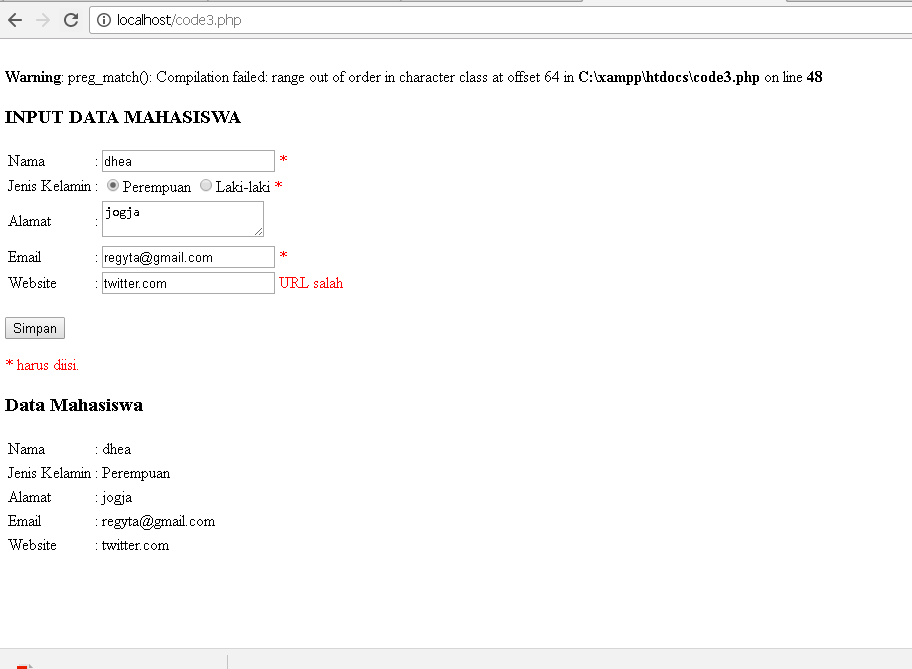 localhost/code3.php
Warning: preg_match(): Compilation failed: range out of order in character class at offset 64 in C:\xampp\htdocs\code3.php on line 48
INPUT DATA MAHASISWA
Nama : dhea *
Jenis Kelamin : Perempuan Laki-laki *
Alamat : jogja
Email : regyta@gmail.com *
Website : twitter.com URL salah
Simpan
* harus diisi.
Data Mahasiswa
Nama : dhea
Jenis Kelamin : Perempuan
Alamat : jogja
Email : regyta@gmail.com
Website : twitter.com